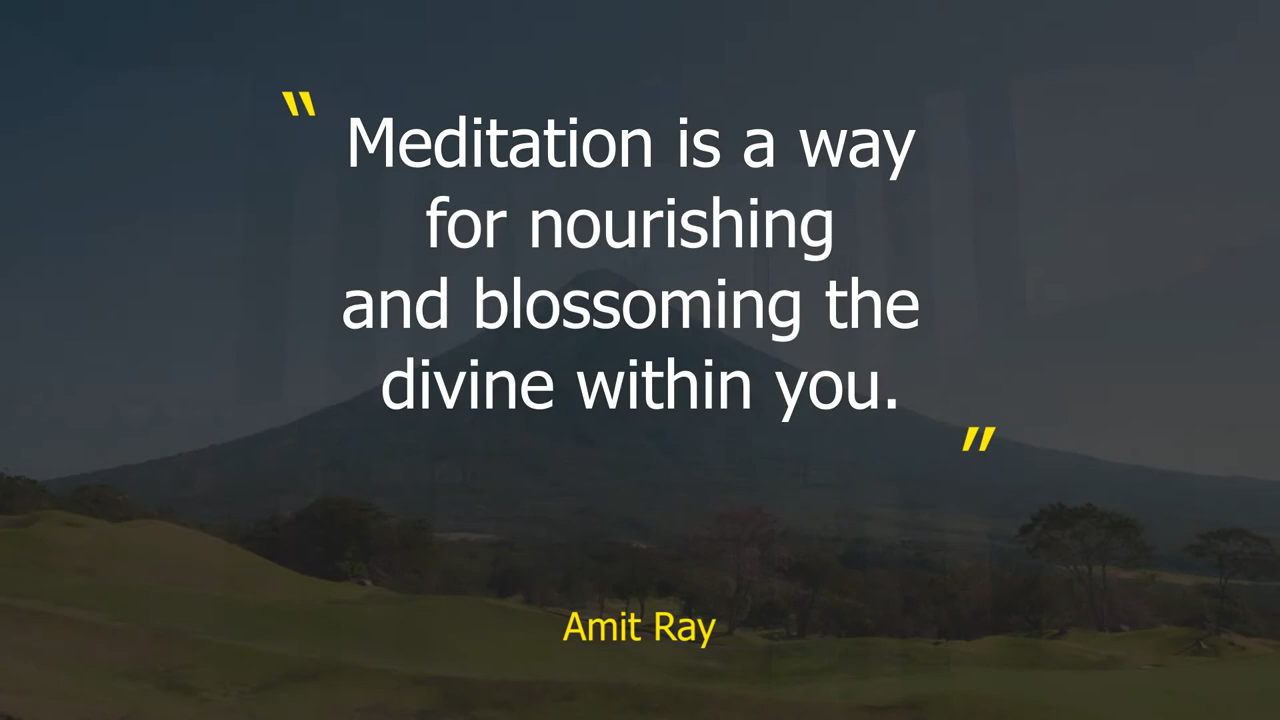 “ Meditation is a way
for nourishing
and blossoming the
divine within you. ”
Amit Ray